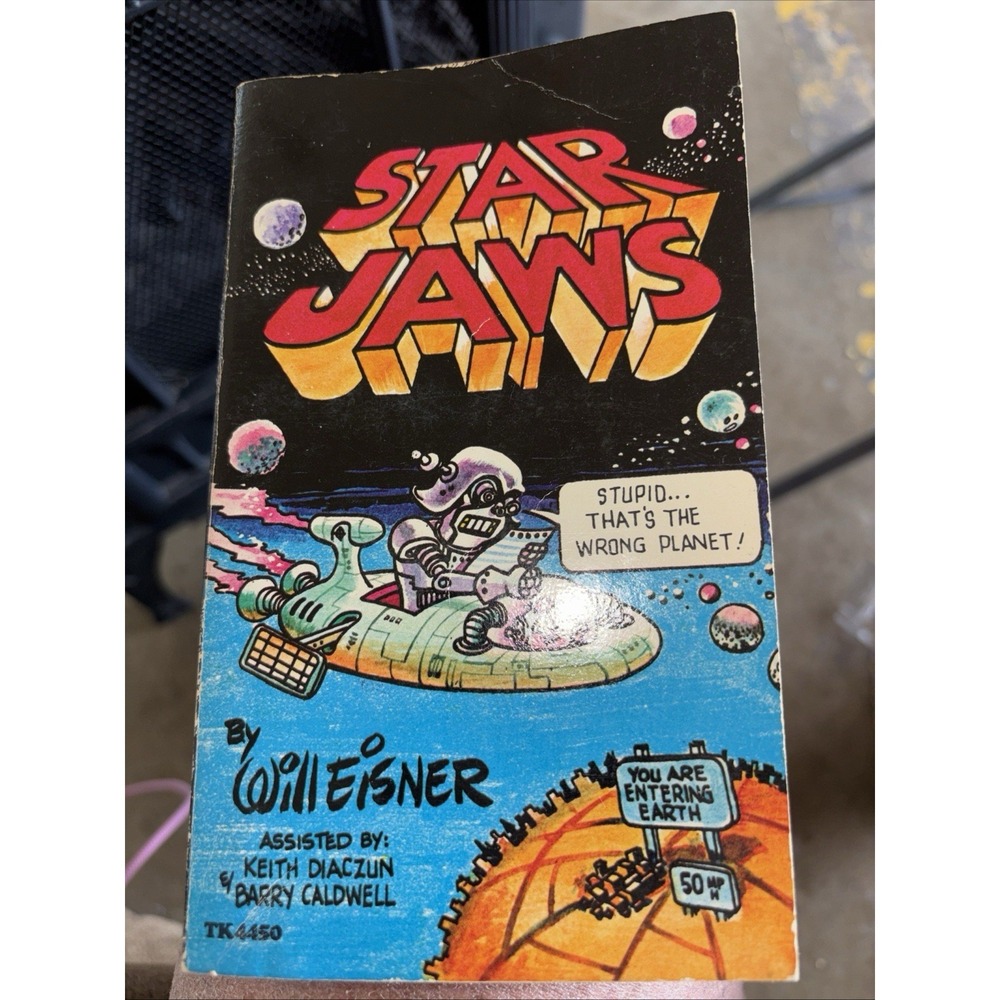 STAR
JAWS
STUPID...
THAT'S THE
WRONG PLANET!
By
Will EISNER
ASSISTED BY:
KEITH DIACZUN
&/ BARRY CALDWELL
TK4450
YOU ARE
ENTERING
EARTH
50 MPH